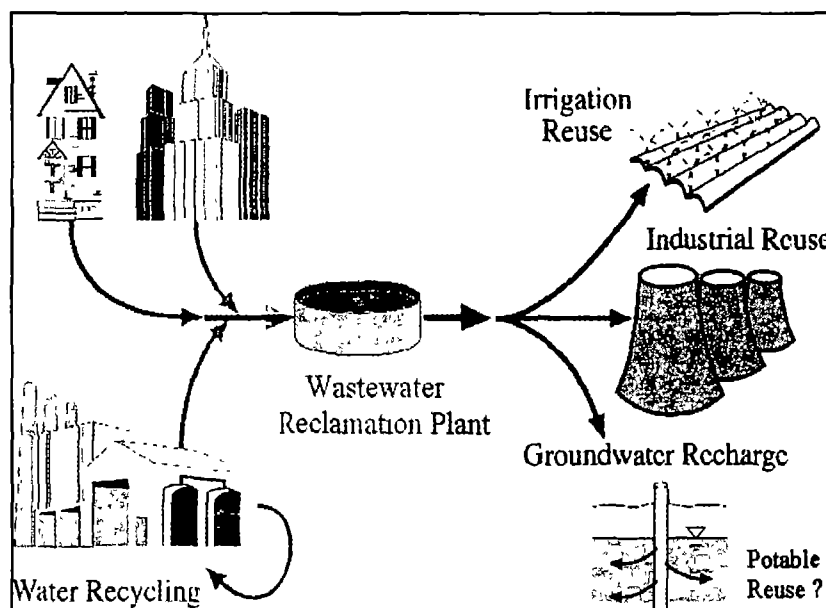 Irrigation
Reuse
Industrial Reuse
Wastewater
Reclamation Plant
Groundwater Recharge
Water Recycling
Potable
Reuse ?